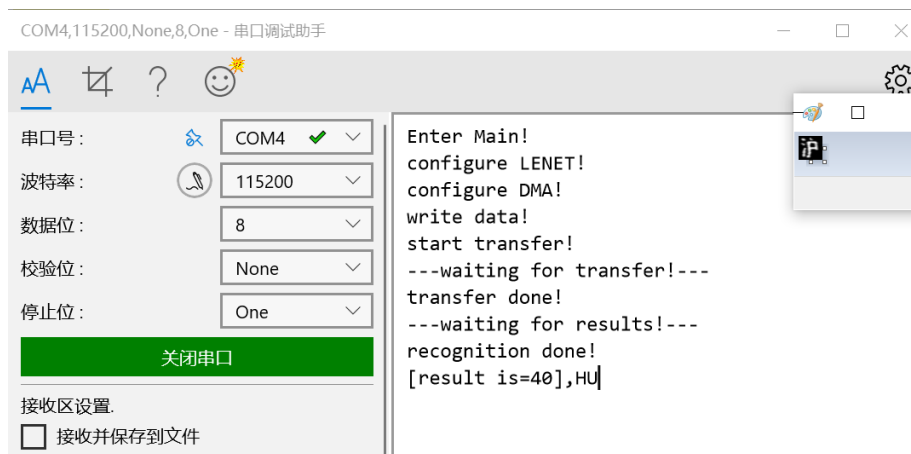 COM4,115200,None,8,One - 串口调试助手
AA
串口号: COM4
波特率: 115200
数据位: 8
校验位: None
停止位: One
关闭串口
接收区设置.
接收并保存到文件
Enter Main!
configure LENET!
configure DMA!
write data!
start transfer!
---waiting for transfer!---
transfer done!
---waiting for results!---
recognition done!
[result is=40],HU
沪